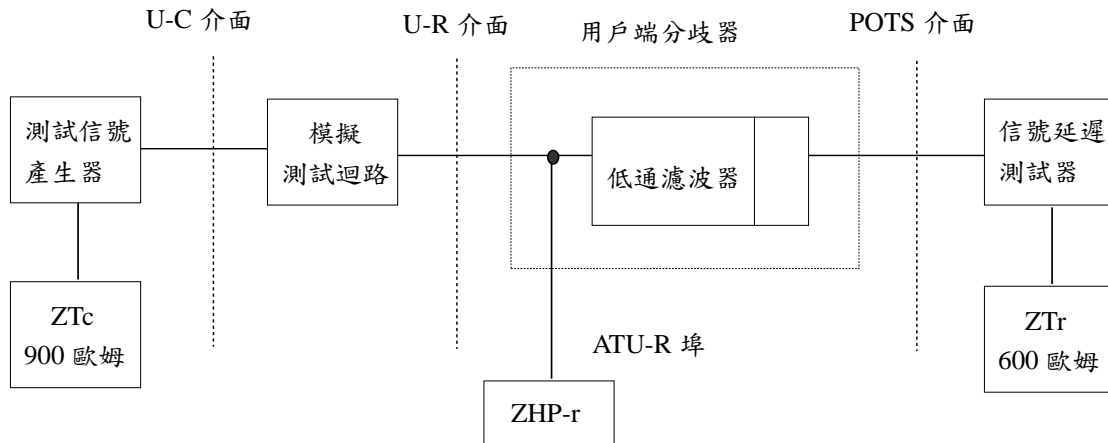 U-C 介面
U-R 介面
用戶端分歧器
POTS 介面
測試信號
產生器
模擬
測試迴路
低通濾波器
信號延遲
測試器
ZTc
900 歐姆
ATU-R 埠
ZHP-r
ZTr
600 歐姆